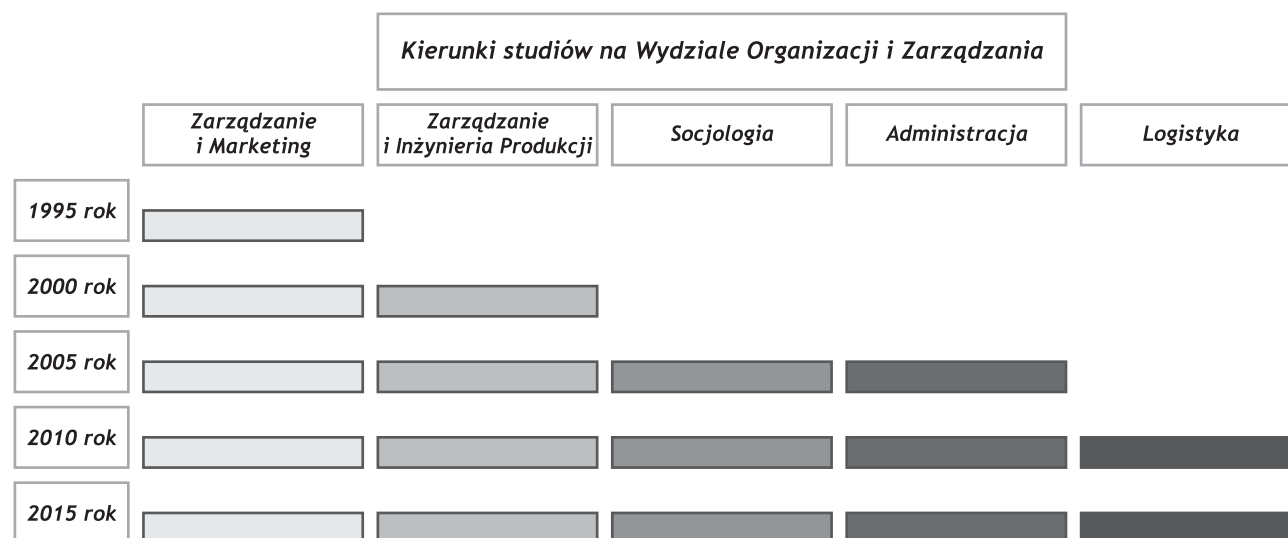 Kierunki studiów na Wydziale Organizacji i Zarządzania
Zarządzanie
i Marketing
Zarządzanie
i Inżynieria Produkcji
Socjologia
Administracja
Logistyka
1995 rok
2000 rok
2005 rok
2010 rok
2015 rok